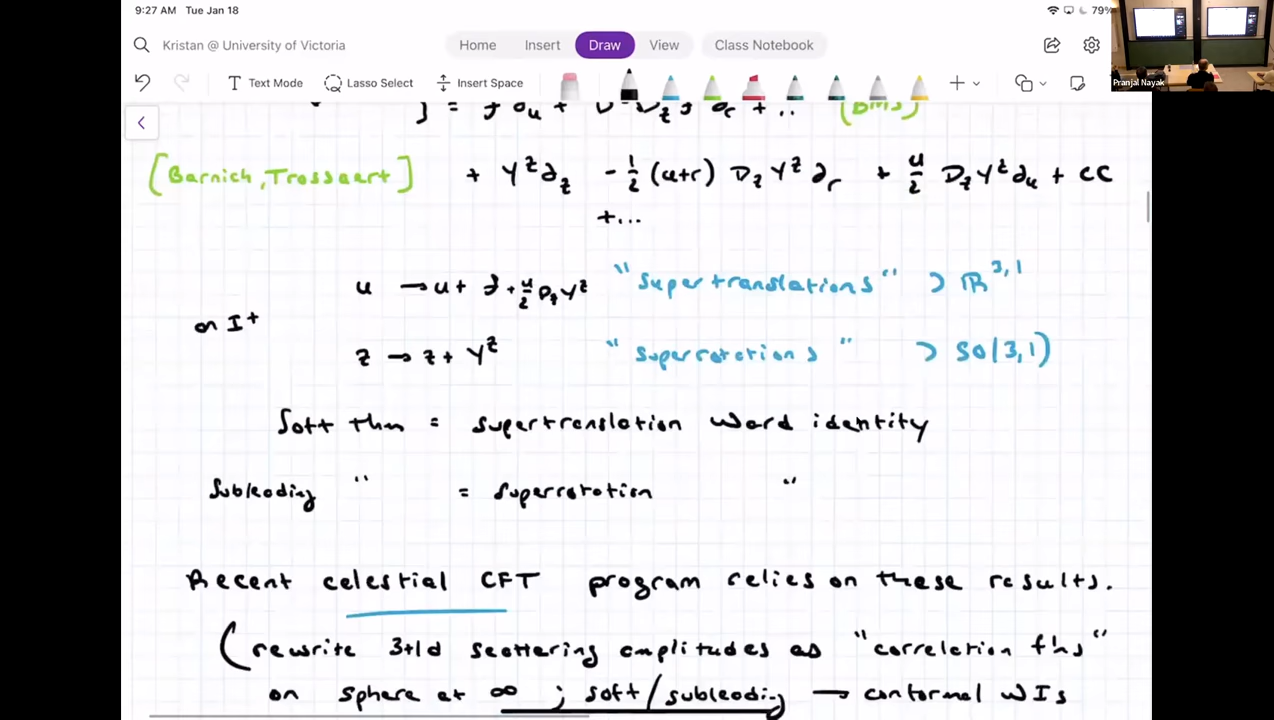 9:27 AM Tue Jan 18
79%
Kristan @ University of Victoria
Home Insert Draw View Class Notebook
Text Mode Lasso Select Insert Space
Pranjal Nayak
(BMS)
[Barnich, Trossaert] + Y^z ∂_z - 1/2 (u+r) D_z Y^z ∂_r + u/2 D_z Y^z ∂_u + cc
+...
u → u + f + u/2 D_z Y^z "supertranslations" ⊃ ℝ^3,1
on I+
z → z + Y^z "superrotations" ⊃ SO(3,1)
Soft thm = supertranslation Ward identity
Subleading " = superrotation "
Recent celestial CFT program relies on these results.
(rewrite 3+1d scattering amplitudes as "correlation fns"
on sphere at ∞ ; soft/subleading → conformal WIs